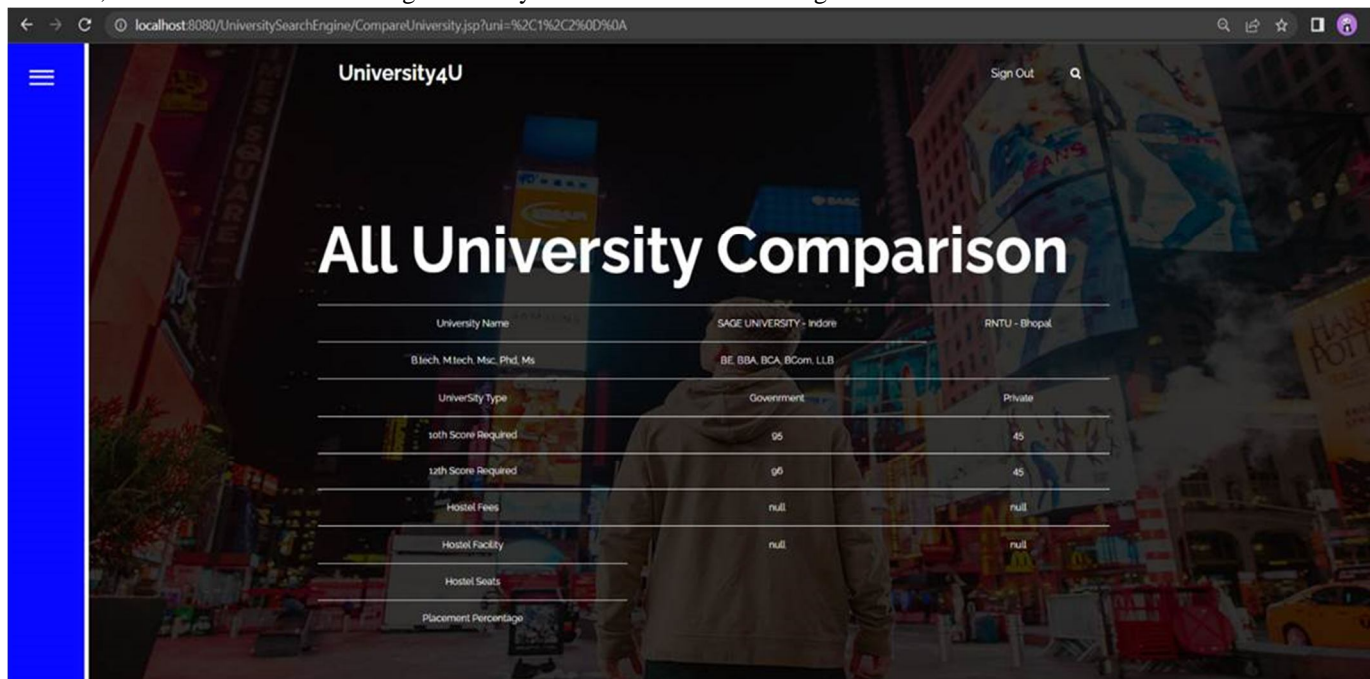 localhost:8080/UniversitySearchEngine/CompareUniversity.jsp?uni=%2C1%2C2%0D%0A
University4U
Sign Out
All University Comparison
University Name SAGE UNIVERSITY - Indore RNTU - Bhopal
B.tech, M.tech, Msc, Phd, Ms BE, BBA, BCA, BCom, LLB
UniverSity Type Government Private
10th Score Required 95 45
12th Score Required 96 45
Hostel Fees null null
Hostel Facility null null
Hostel Seats
Placement Percentage